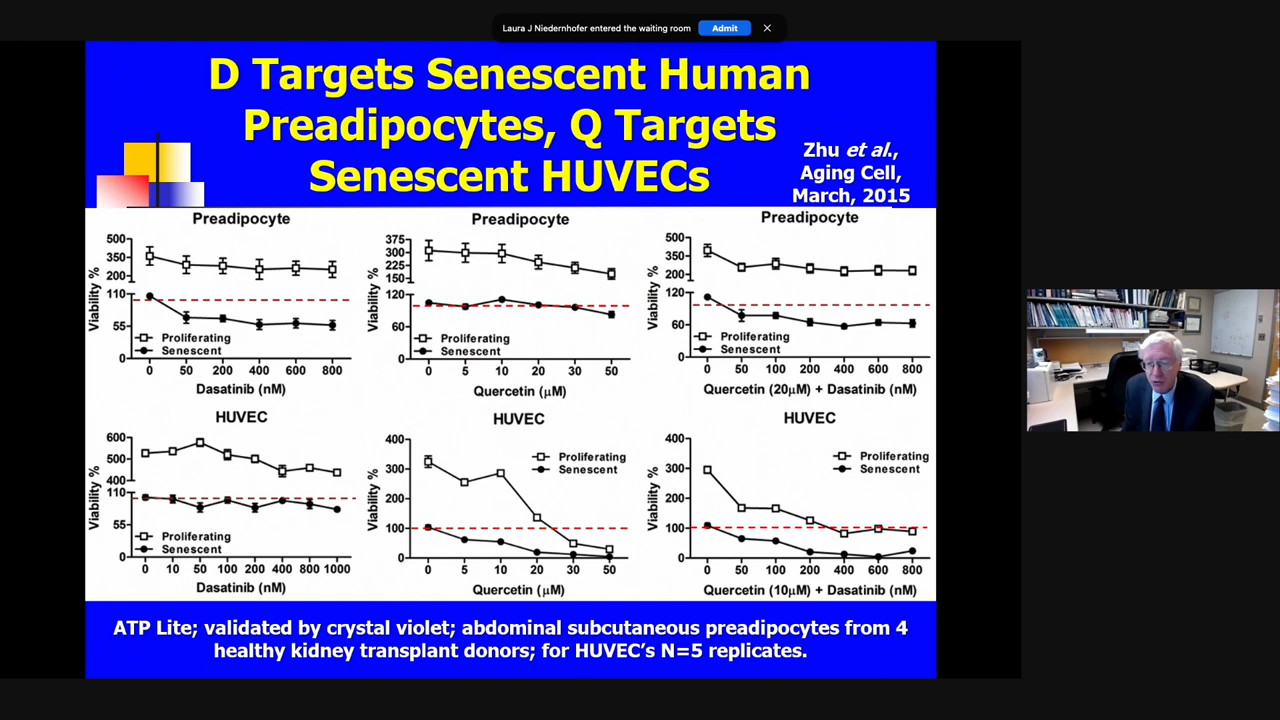 Laura J Niedernhofer entered the waiting room
Admit
D Targets Senescent Human
Preadipocytes, Q Targets
Senescent HUVECs
Zhu et al.,
Aging Cell,
March, 2015
Preadipocyte
500
350
200
110
55
0
Viability %
Proliferating
Senescent
0 50 200 400 600 800
Dasatinib (nM)
Preadipocyte
375
300
225
150
120
60
0
Viability %
Proliferating
Senescent
0 5 10 20 30 50
Quercetin (μM)
Preadipocyte
500
350
200
120
60
0
Viability %
Proliferating
Senescent
0 50 100 200 400 600 800
Quercetin (20μM) + Dasatinib (nM)
HUVEC
600
500
400
110
55
0
Viability %
Proliferating
Senescent
0 10 50 100 200 400 800 1000
Dasatinib (nM)
HUVEC
400
300
200
100
0
Viability %
Proliferating
Senescent
0 5 10 20 30 50
Quercetin (μM)
HUVEC
400
300
200
100
0
Viability %
Proliferating
Senescent
0 50 100 200 400 600 800
Quercetin (10μM) + Dasatinib (nM)
ATP Lite; validated by crystal violet; abdominal subcutaneous preadipocytes from 4
healthy kidney transplant donors; for HUVEC's N=5 replicates.